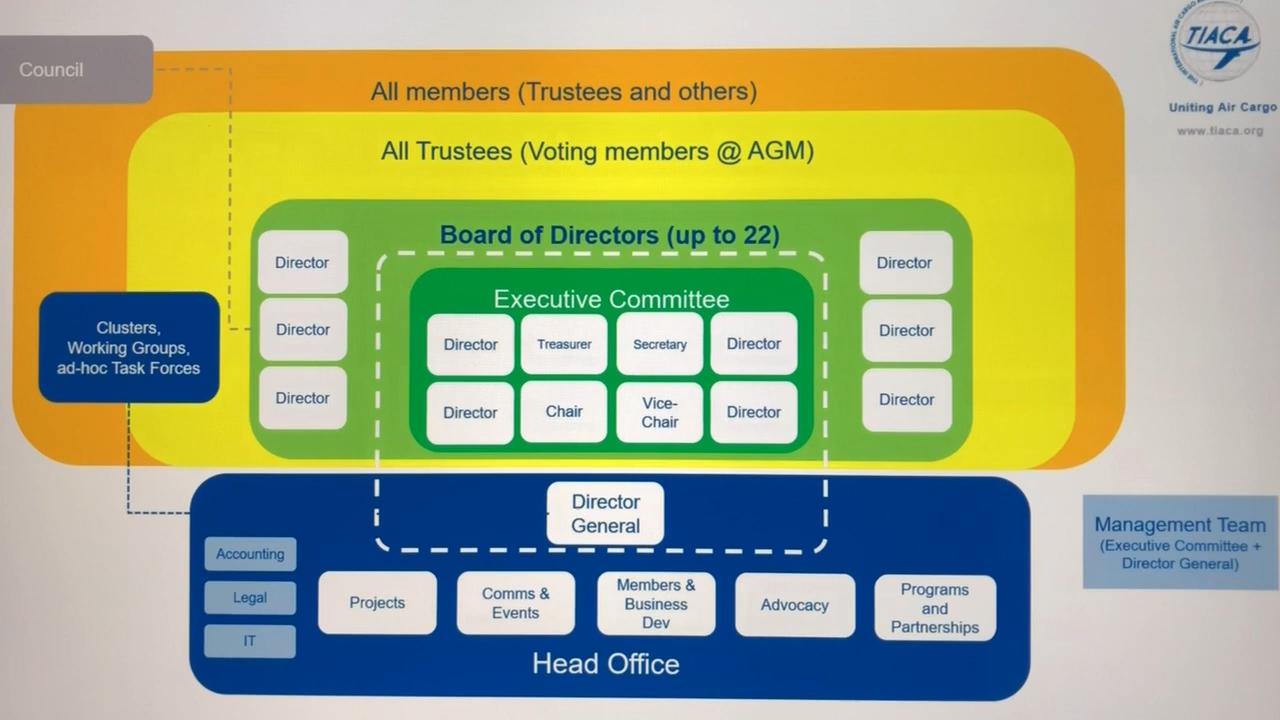 Council
All members (Trustees and others)
All Trustees (Voting members @ AGM)
Board of Directors (up to 22)
Executive Committee
Director
Director
Director
Director
Treasurer
Secretary
Director
Director
Chair
Vice-
Chair
Director
Director
Director
Director
Clusters,
Working Groups,
ad-hoc Task Forces
Director
General
Accounting
Legal
IT
Projects
Comms &
Events
Members &
Business
Dev
Advocacy
Programs
and
Partnerships
Head Office
TIACA
Uniting Air Cargo
www.tiaca.org
Management Team
(Executive Committee +
Director General)